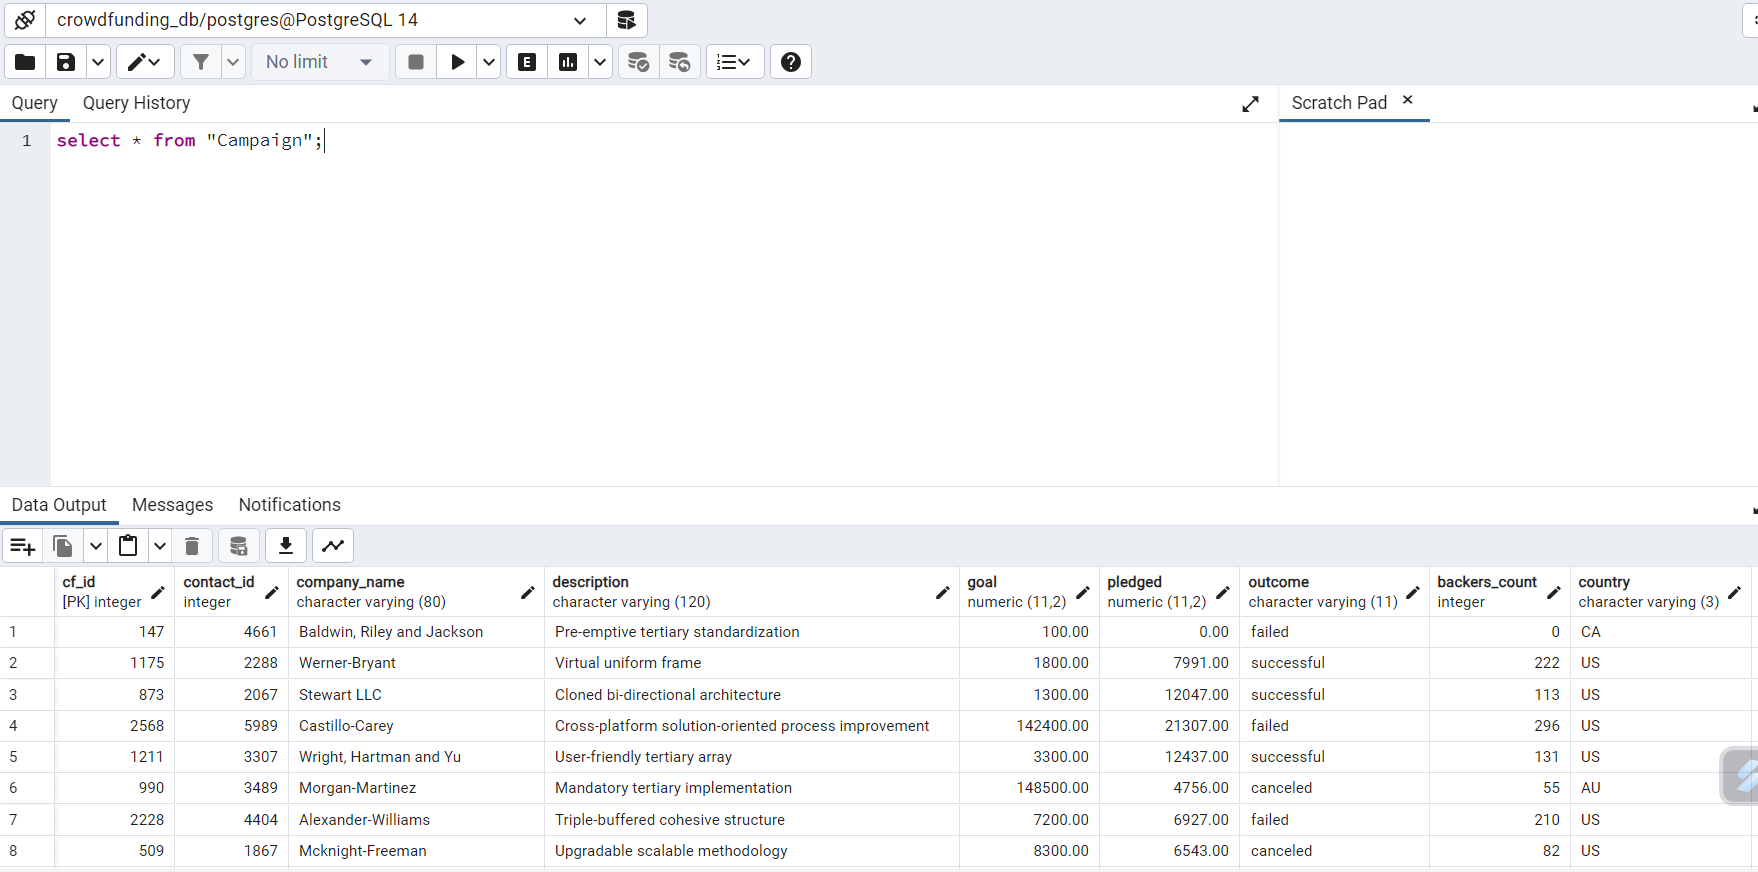 crowdfunding_db/postgres@PostgreSQL 14
No limit
E
Query Query History
Scratch Pad
1 select * from "Campaign";
Data Output Messages Notifications
cf_id contact_id company_name description goal pledged outcome backers_count country
[PK] integer integer character varying (80) character varying (120) numeric (11,2) numeric (11,2) character varying (11) integer character varying (3)
1 147 4661 Baldwin, Riley and Jackson Pre-emptive tertiary standardization 100.00 0.00 failed 0 CA
2 1175 2288 Werner-Bryant Virtual uniform frame 1800.00 7991.00 successful 222 US
3 873 2067 Stewart LLC Cloned bi-directional architecture 1300.00 12047.00 successful 113 US
4 2568 5989 Castillo-Carey Cross-platform solution-oriented process improvement 142400.00 21307.00 failed 296 US
5 1211 3307 Wright, Hartman and Yu User-friendly tertiary array 3300.00 12437.00 successful 131 US
6 990 3489 Morgan-Martinez Mandatory tertiary implementation 148500.00 4756.00 canceled 55 AU
7 2228 4404 Alexander-Williams Triple-buffered cohesive structure 7200.00 6927.00 failed 210 US
8 509 1867 Mcknight-Freeman Upgradable scalable methodology 8300.00 6543.00 canceled 82 US